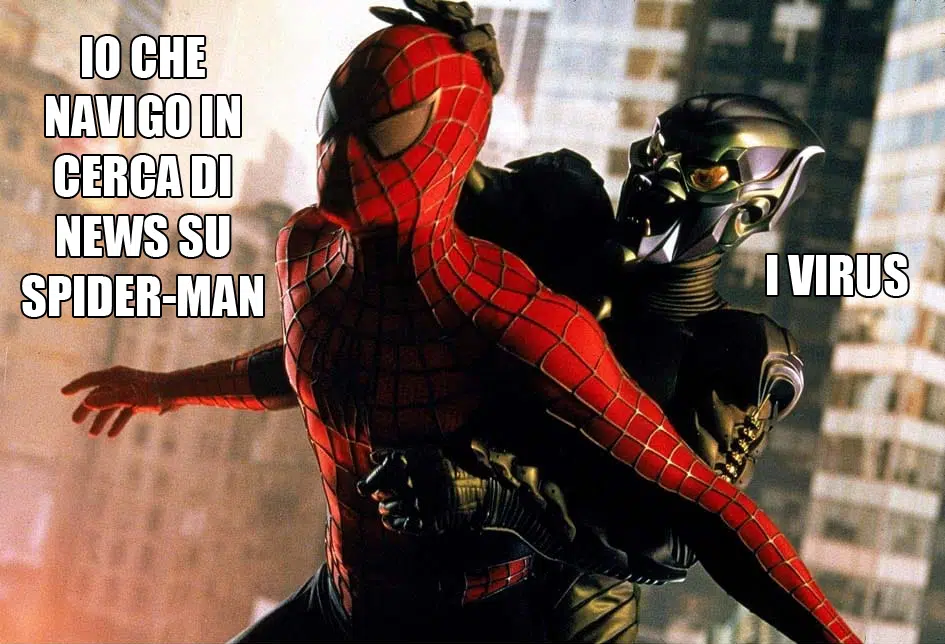 IO CHE
NAVIGO IN
CERCA DI
NEWS SU
SPIDER-MAN
I VIRUS